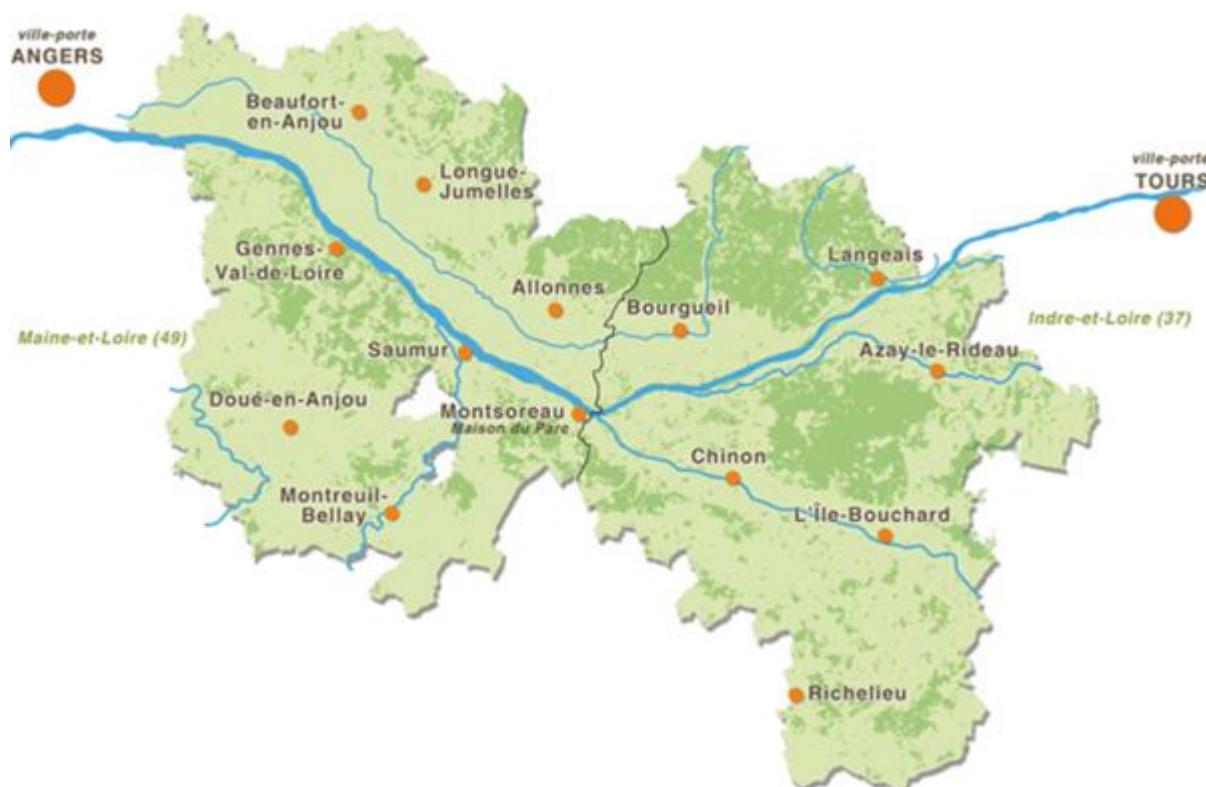 ville-porte
ANGERS
Beaufort-
en-Anjou
Longué-
Jumelles
ville-porte
TOURS
Gennes-
Val-de-Loire
Langeais
Allonnes
Bourgueil
Maine-et-Loire (49)
Indre-et-Loire (37)
Saumur
Azay-le-Rideau
Doué-en-Anjou
Montsoreau
Maison du Parc
Chinon
Montreuil-
Bellay
L'Île-Bouchard
Richelieu